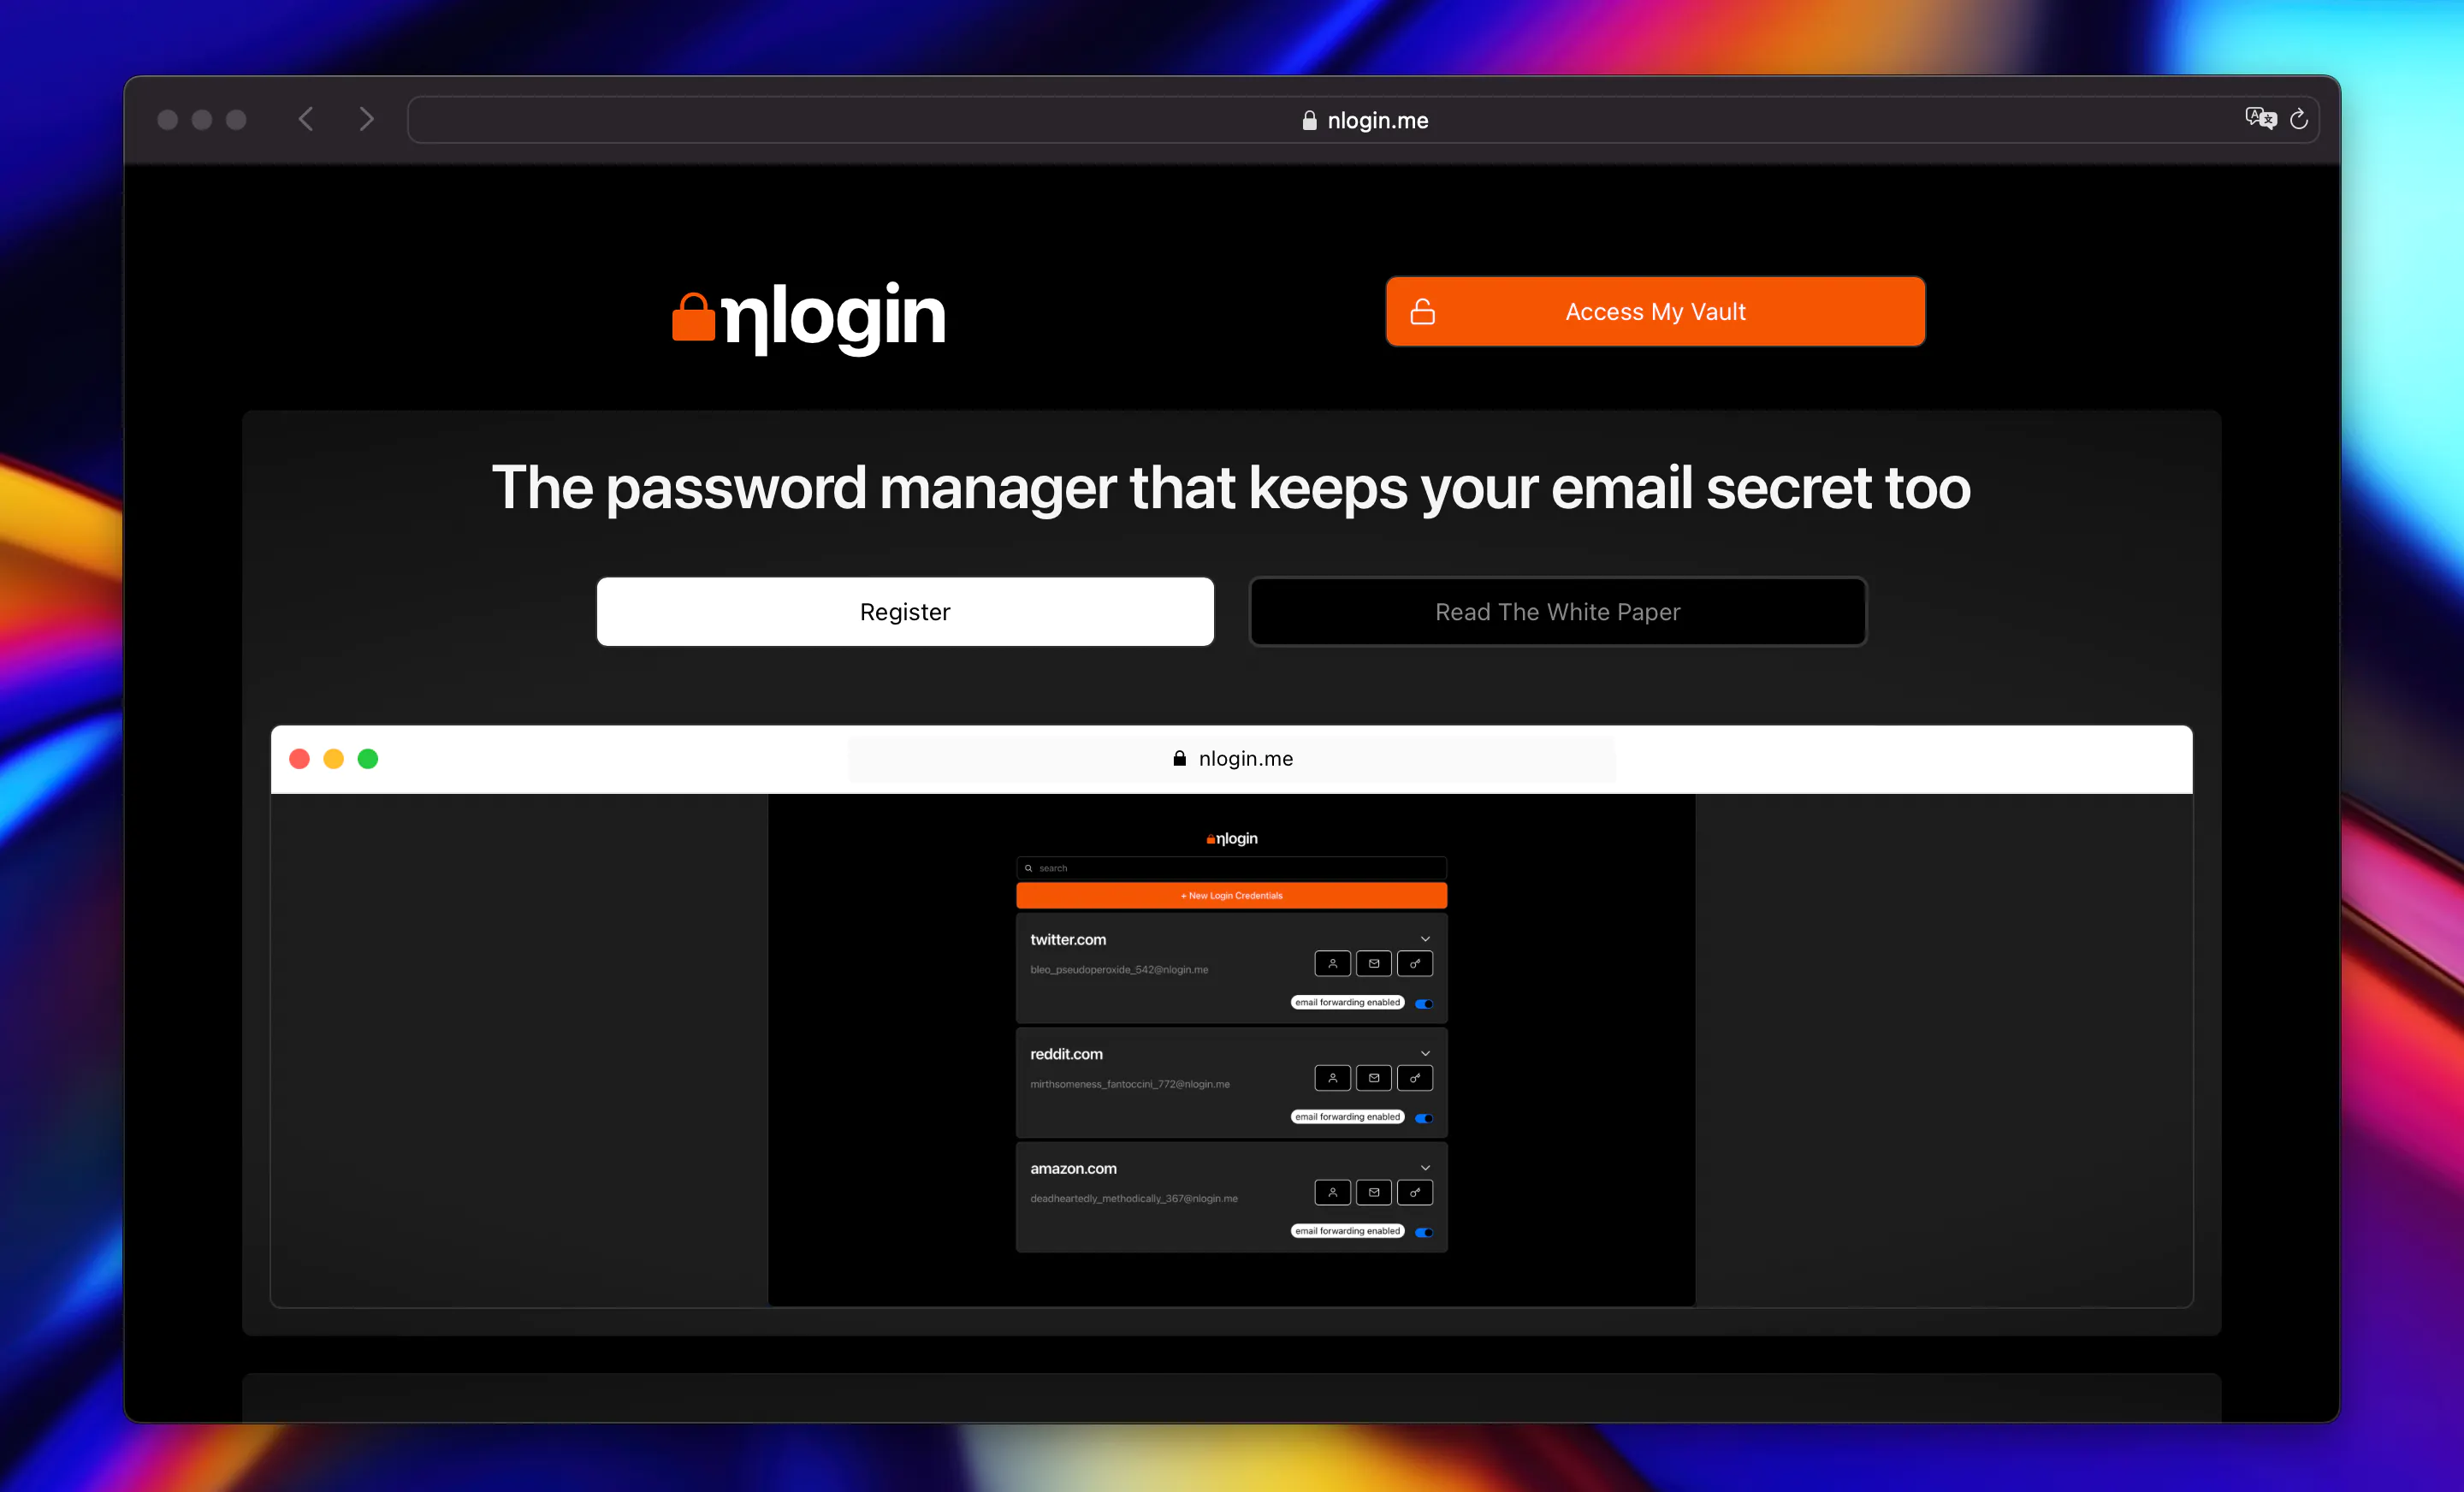 nlogin.me
ηlogin
Access My Vault
The password manager that keeps your email secret too
Register
Read The White Paper
nlogin.me
ηlogin
search
+ New Login Credentials
twitter.com
bleo_pseudoperoxide_542@nlogin.me
email forwarding enabled
reddit.com
mirthsomeness_fantoccini_772@nlogin.me
email forwarding enabled
amazon.com
deadheartedly_methodically_367@nlogin.me
email forwarding enabled